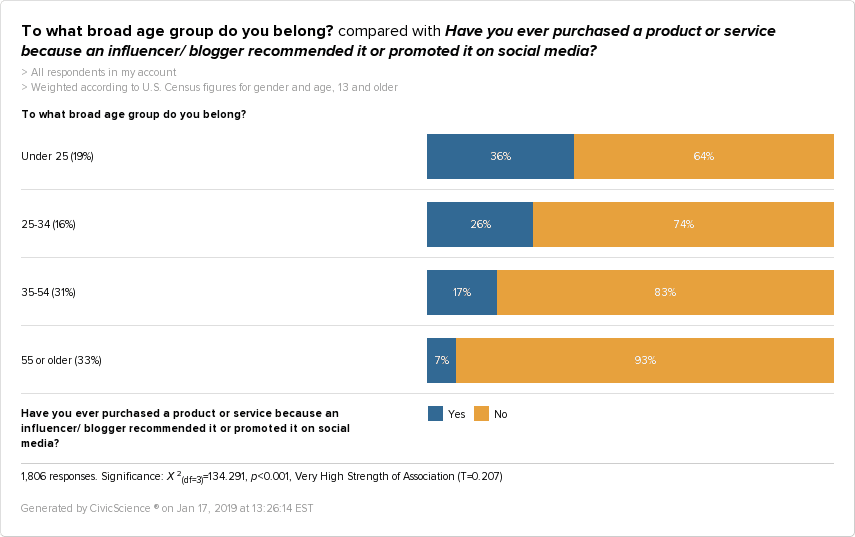 To what broad age group do you belong? compared with Have you ever purchased a product or service
because an influencer/ blogger recommended it or promoted it on social media?
> All respondents in my account
> Weighted according to U.S. Census figures for gender and age, 13 and older
To what broad age group do you belong?
Under 25 (19%) 36% 64%
25-34 (16%) 26% 74%
35-54 (31%) 17% 83%
55 or older (33%) 7% 93%
Have you ever purchased a product or service because an Yes No
influencer/ blogger recommended it or promoted it on social
media?
1,806 responses. Significance: X ²(df=3)=134.291, p<0.001, Very High Strength of Association (T=0.207)
Generated by CivicScience ® on Jan 17, 2019 at 13:26:14 EST